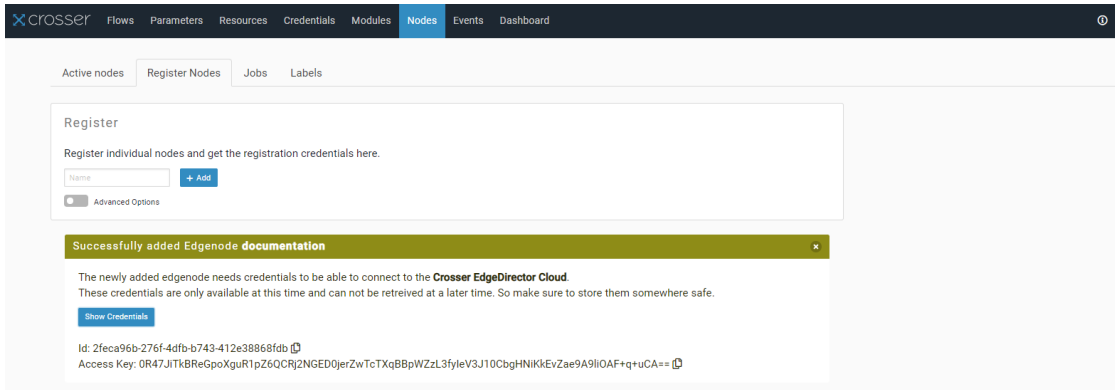 crosser Flows Parameters Resources Credentials Modules Nodes Events Dashboard
Active nodes Register Nodes Jobs Labels
Register
Register individual nodes and get the registration credentials here.
Name + Add
Advanced Options
Successfully added Edgenode documentation
The newly added edgenode needs credentials to be able to connect to the Crosser EdgeDirector Cloud.
These credentials are only available at this time and can not be retreived at a later time. So make sure to store them somewhere safe.
Show Credentials
Id: 2feca96b-276f-4dfb-b743-412e38868fdb
Access Key: 0R47JiTkBReGpoXguR1pZ6QCRj2NGED0jerZwTcTXqBBpWZzL3fyIeV3J10CbgHNiKkEvZae9A9liOAF+q+uCA==